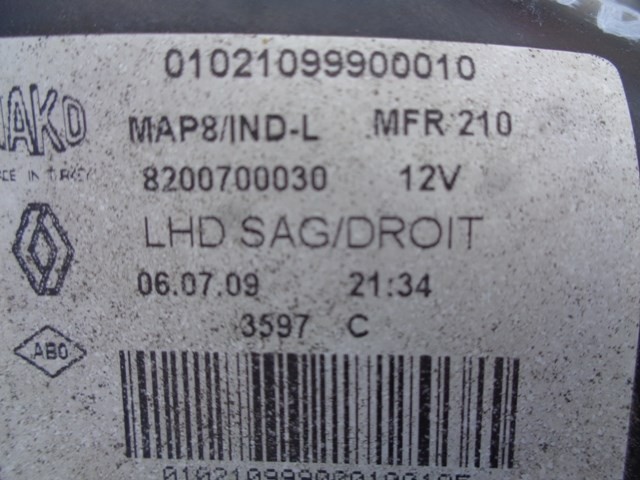 01021099900010
MAP8/IND-L MFR 210
8200700030 12V
LHD SAG/DROIT
06.07.09 21:34
3597 C
ABO